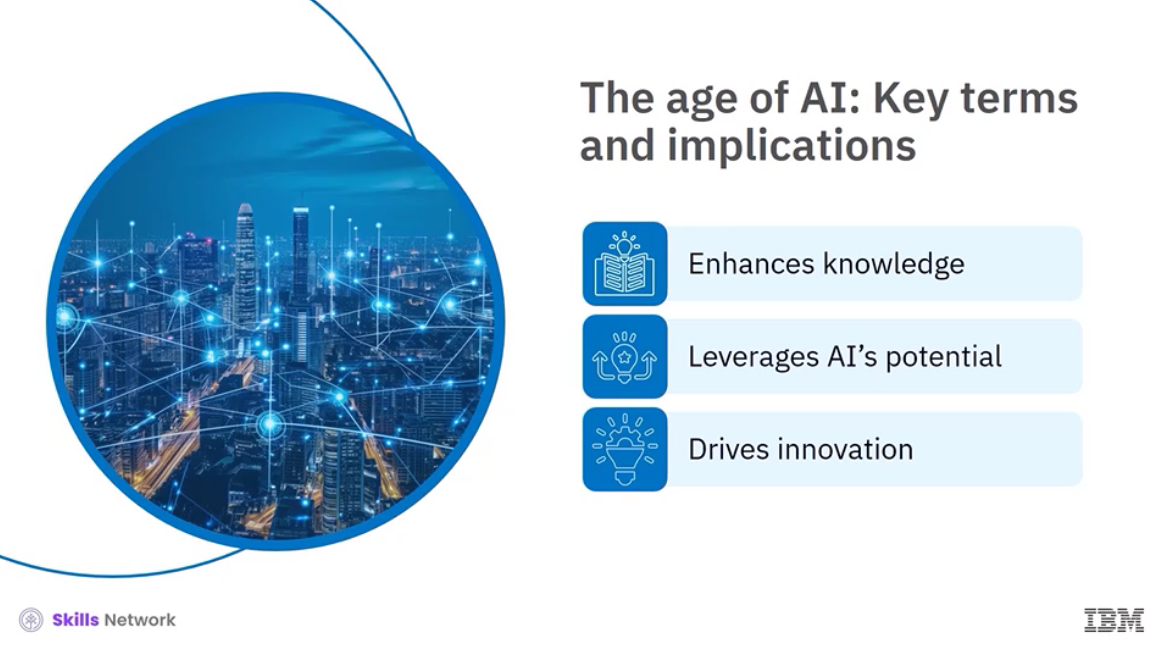 The age of AI: Key terms
and implications
Enhances knowledge
Leverages AI’s potential
Drives innovation
Skills Network
IBM